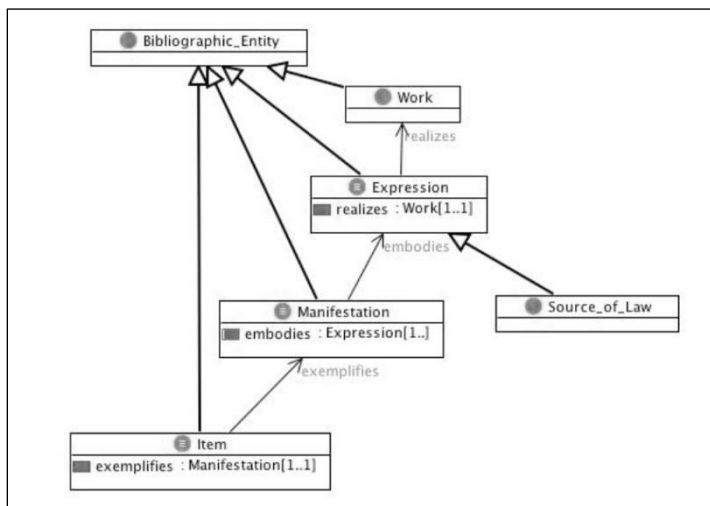 Bibliographic_Entity
Work
realizes
Expression
realizes : Work[1..1]
embodies
Manifestation
embodies : Expression[1..]
Source_of_Law
exemplifies
Item
exemplifies : Manifestation[1..1]